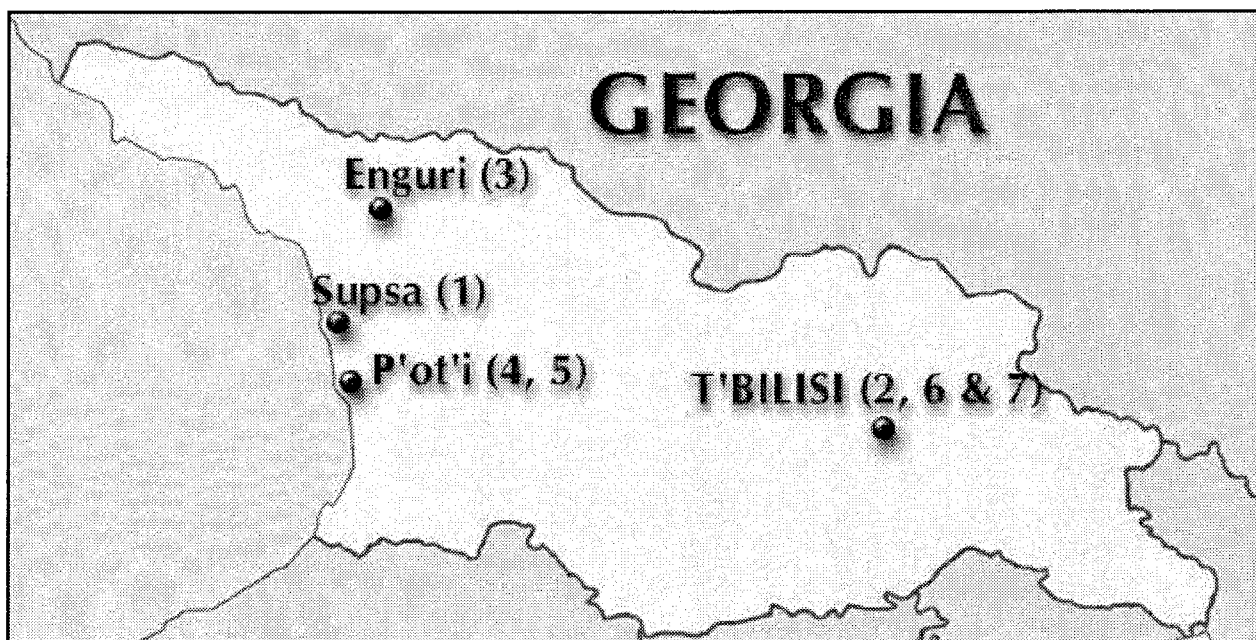 GEORGIA
Enguri (3)
Supsa (1)
P'ot'i (4, 5)
T'BILISI (2, 6 & 7)